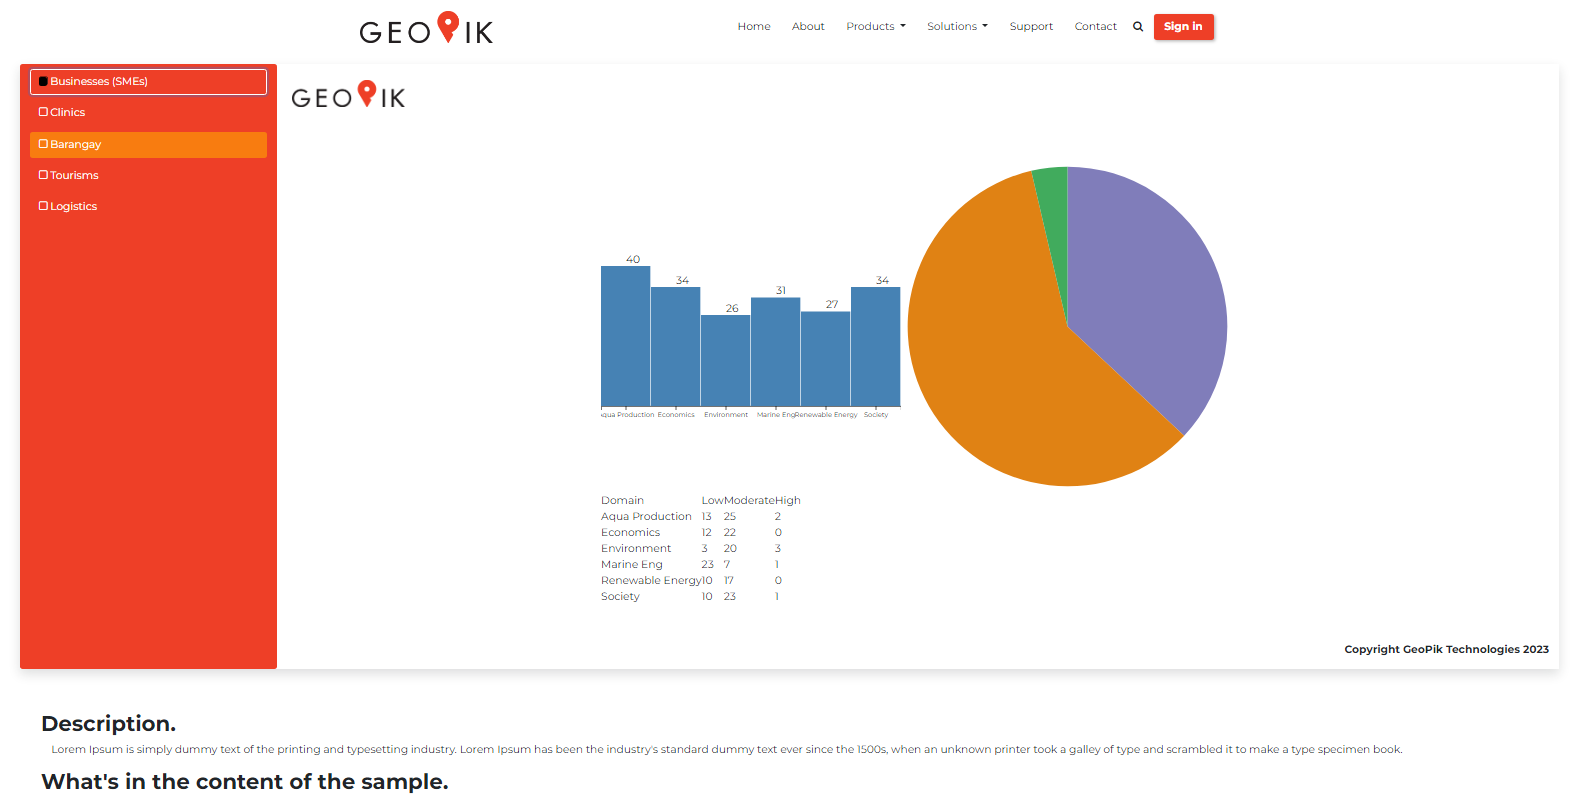 GEOPIK
Home About Products Solutions Support Contact Sign in
Businesses (SMEs)
Clinics
Barangay
Tourisms
Logistics
GEOPIK
40 34 26 31 27 34
qua Production Economics Environment Marine Eng Renewable Energy Society
Domain Low Moderate High
Aqua Production 13 25 2
Economics 12 22 0
Environment 3 20 3
Marine Eng 23 7 1
Renewable Energy 10 17 0
Society 10 23 1
Copyright GeoPik Technologies 2023
Description.
Lorem Ipsum is simply dummy text of the printing and typesetting industry. Lorem Ipsum has been the industry's standard dummy text ever since the 1500s, when an unknown printer took a galley of type and scrambled it to make a type specimen book.
What's in the content of the sample.